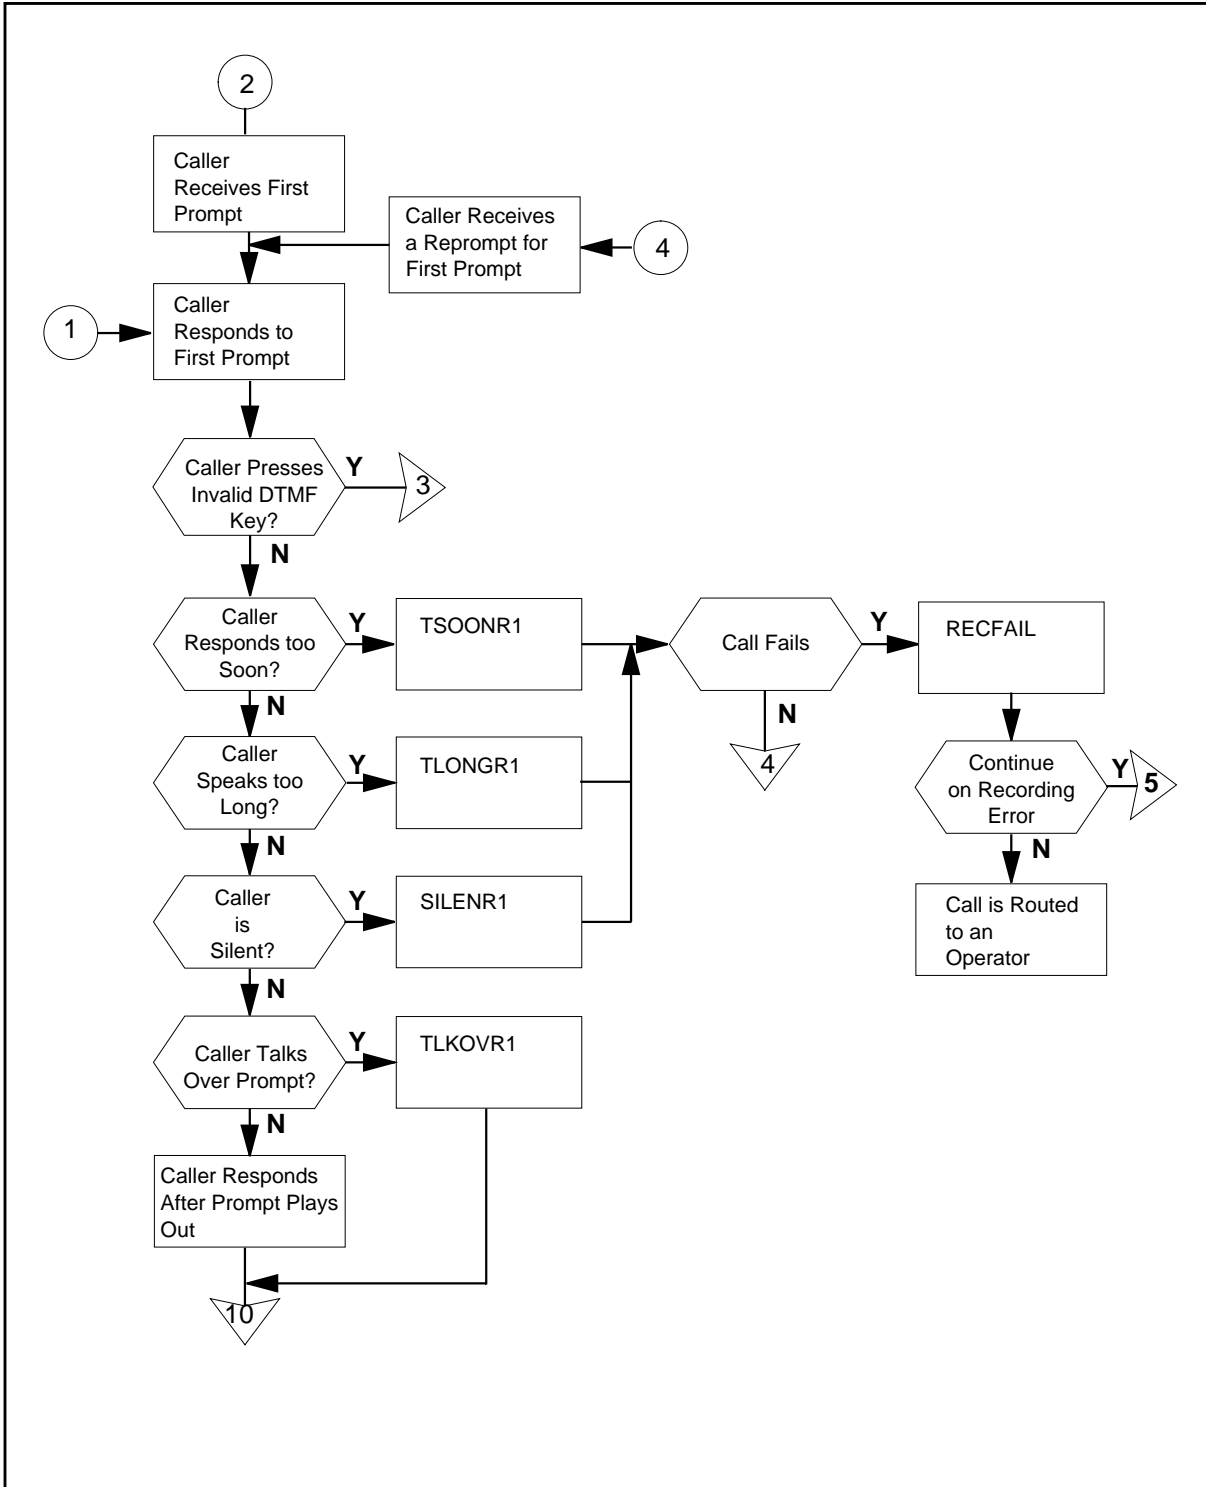 2
Caller
Receives First
Prompt
Caller Receives
a Reprompt for
First Prompt
4
1
Caller
Responds to
First Prompt
Caller Presses
Invalid DTMF
Key?
Y
3
N
Caller
Responds too
Soon?
Y
TSOONR1
Call Fails
Y
RECFAIL
N
N
4
Caller
Speaks too
Long?
Y
TLONGR1
Continue
on Recording
Error
Y
5
N
N
Caller
is
Silent?
Y
SILENR1
Call is Routed
to an
Operator
N
Caller Talks
Over Prompt?
Y
TLKOVR1
N
Caller Responds
After Prompt Plays
Out
10